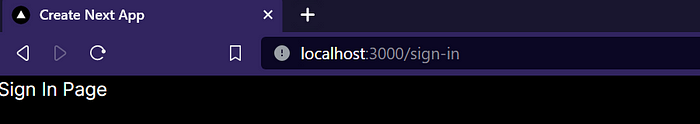 Create Next App
localhost:3000/sign-in
Sign In Page